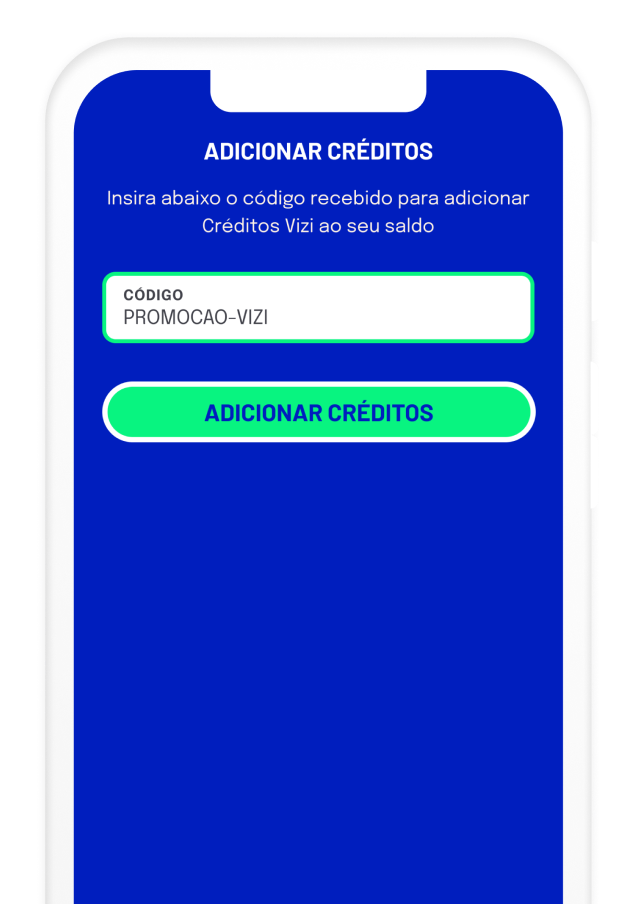 ADICIONAR CRÉDITOS
Insira abaixo o código recebido para adicionar
Créditos Vizi ao seu saldo
CÓDIGO
PROMOCAO-VIZI
ADICIONAR CRÉDITOS